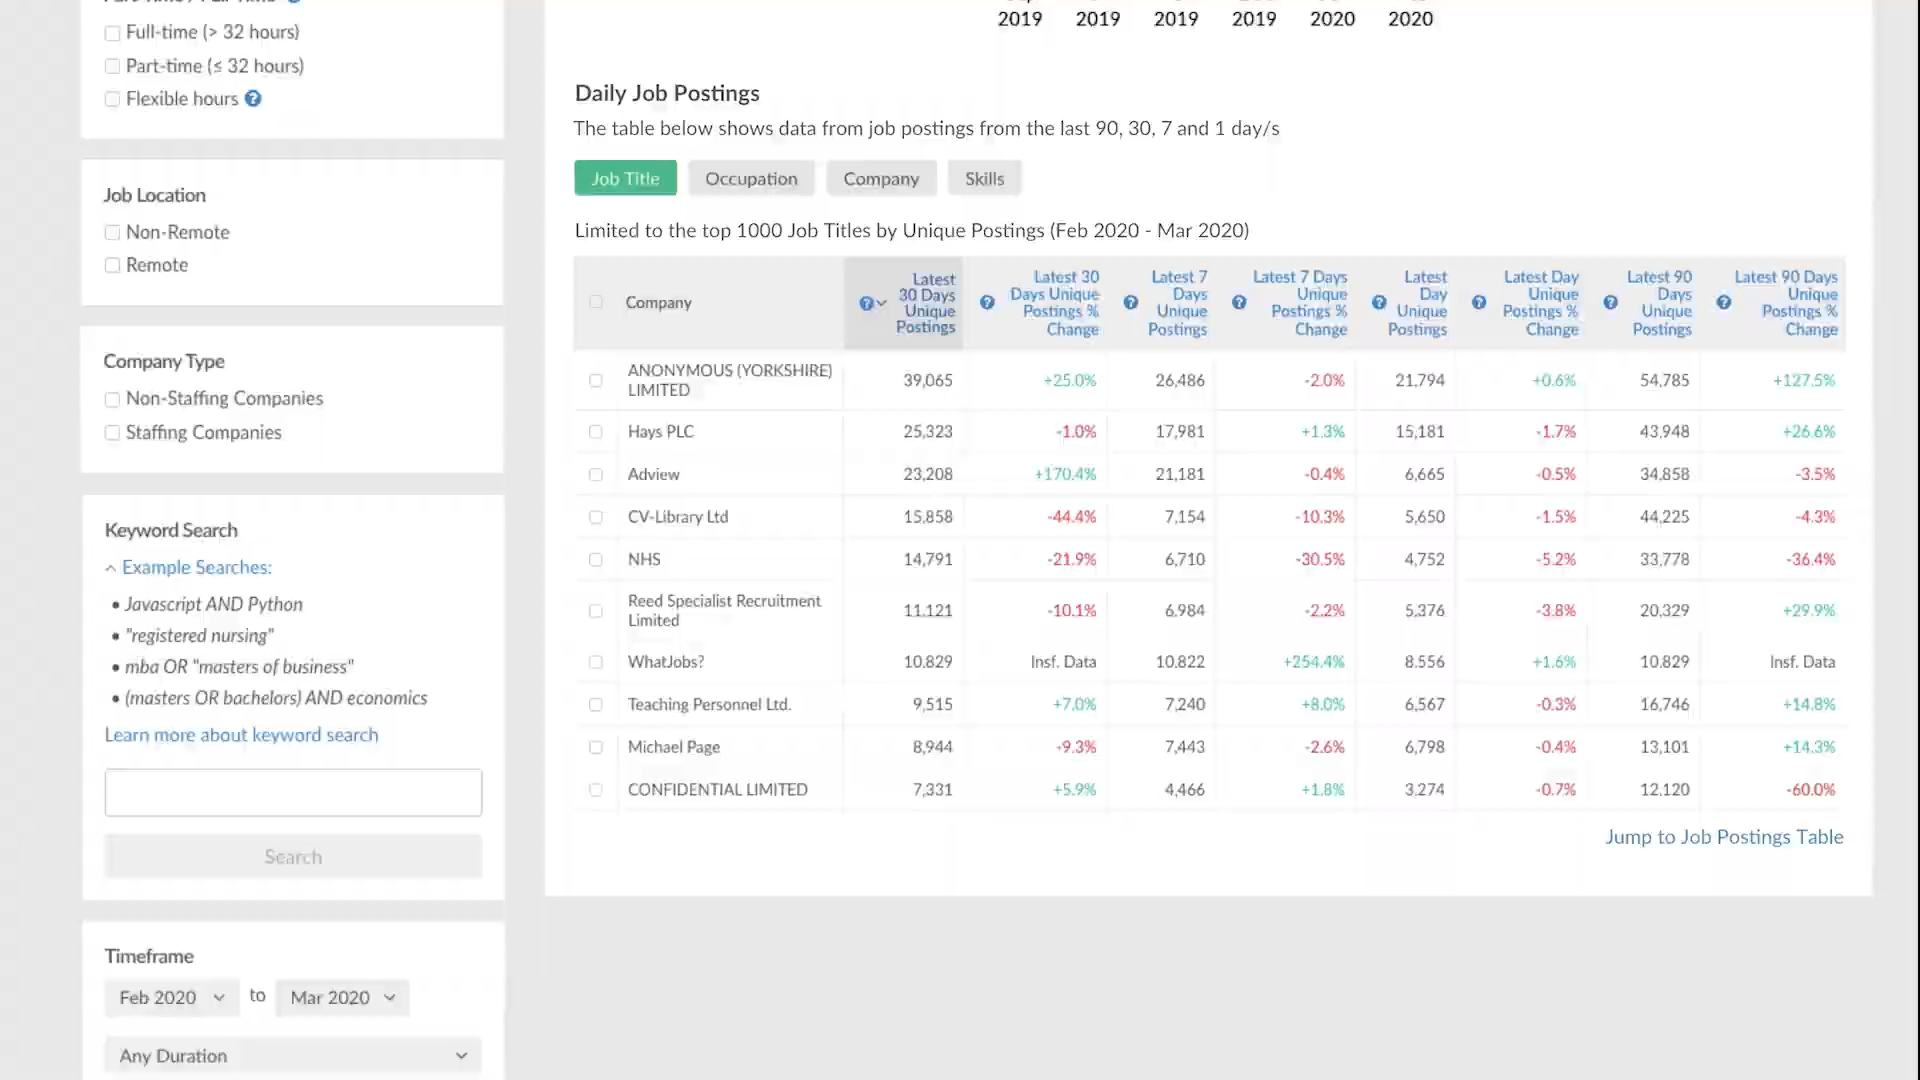 Full-time (> 32 hours)
Part-time (≤ 32 hours)
Flexible hours
Job Location
Non-Remote
Remote
Company Type
Non-Staffing Companies
Staffing Companies
Keyword Search
Example Searches:
• Javascript AND Python
• "registered nursing"
• mba OR "masters of business"
• (masters OR bachelors) AND economics
Learn more about keyword search
Search
Timeframe
Feb 2020 to Mar 2020
Any Duration
2019 2019 2019 2019 2020 2020
Daily Job Postings
The table below shows data from job postings from the last 90, 30, 7 and 1 day/s
Job Title Occupation Company Skills
Limited to the top 1000 Job Titles by Unique Postings (Feb 2020 - Mar 2020)
Company
Latest
30 Days
Unique
Postings
Latest 30
Days Unique
Postings %
Change
Latest 7
Days
Unique
Postings
Latest 7 Days
Unique
Postings %
Change
Latest
Day
Unique
Postings
Latest Day
Unique
Postings %
Change
Latest 90
Days
Unique
Postings
Latest 90 Days
Unique
Postings %
Change
ANONYMOUS (YORKSHIRE)
LIMITED
39,065 +25.0% 26,486 -2.0% 21,794 +0.6% 54,785 +127.5%
Hays PLC 25,323 -1.0% 17,981 +1.3% 15,181 -1.7% 43,948 +26.6%
Adview 23,208 +170.4% 21,181 -0.4% 6,665 -0.5% 34,858 -3.5%
CV-Library Ltd 15,858 -44.4% 7,154 -10.3% 5,650 -1.5% 44,225 -4.3%
NHS 14,791 -21.9% 6,710 -30.5% 4,752 -5.2% 33,778 -36.4%
Reed Specialist Recruitment
Limited
11,121 -10.1% 6,984 -2.2% 5,376 -3.8% 20,329 +29.9%
WhatJobs? 10,829 Insf. Data 10,822 +254.4% 8,556 +1.6% 10,829 Insf. Data
Teaching Personnel Ltd. 9,515 +7.0% 7,240 +8.0% 6,567 -0.3% 16,746 +14.8%
Michael Page 8,944 -9.3% 7,443 -2.6% 6,798 -0.4% 13,101 +14.3%
CONFIDENTIAL LIMITED 7,331 +5.9% 4,466 +1.8% 3,274 -0.7% 12,120 -60.0%
Jump to Job Postings Table